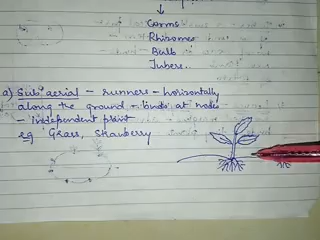 Corms
Rhizomes
Bulb
Tubers.
a) Sub aerial - runners - horizontally
along the ground - buds at nodes
- independent plant
eg Grass, Strawberry